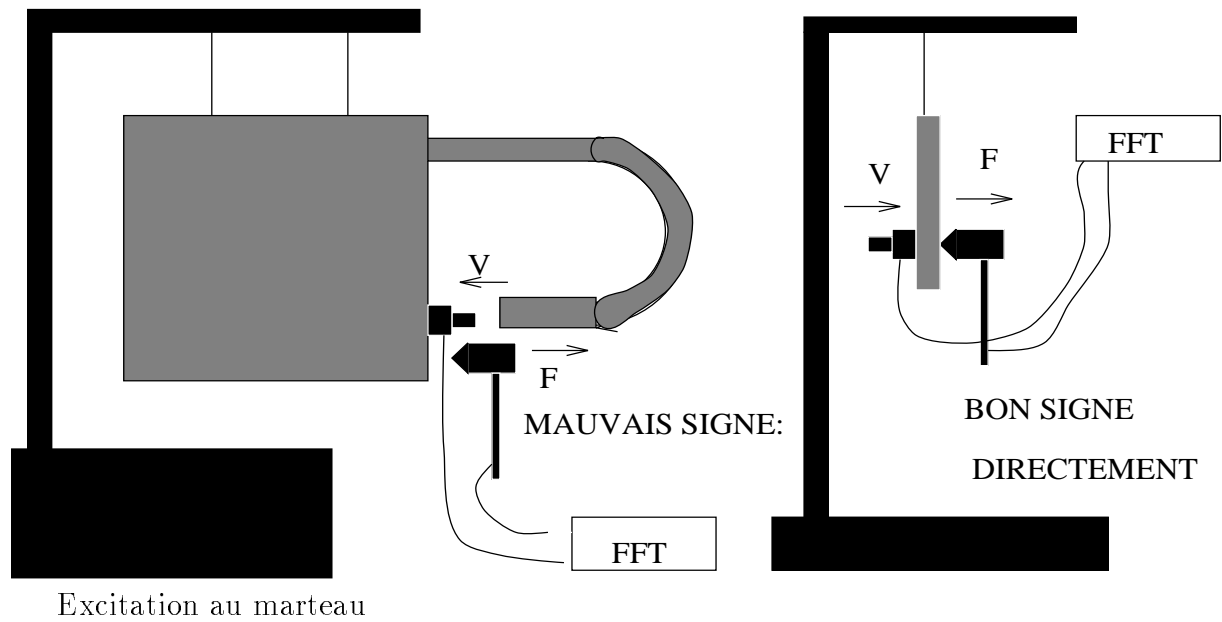 V
F
MAUVAIS SIGNE:
FFT
Excitation au marteau
V
F
FFT
BON SIGNE
DIRECTEMENT